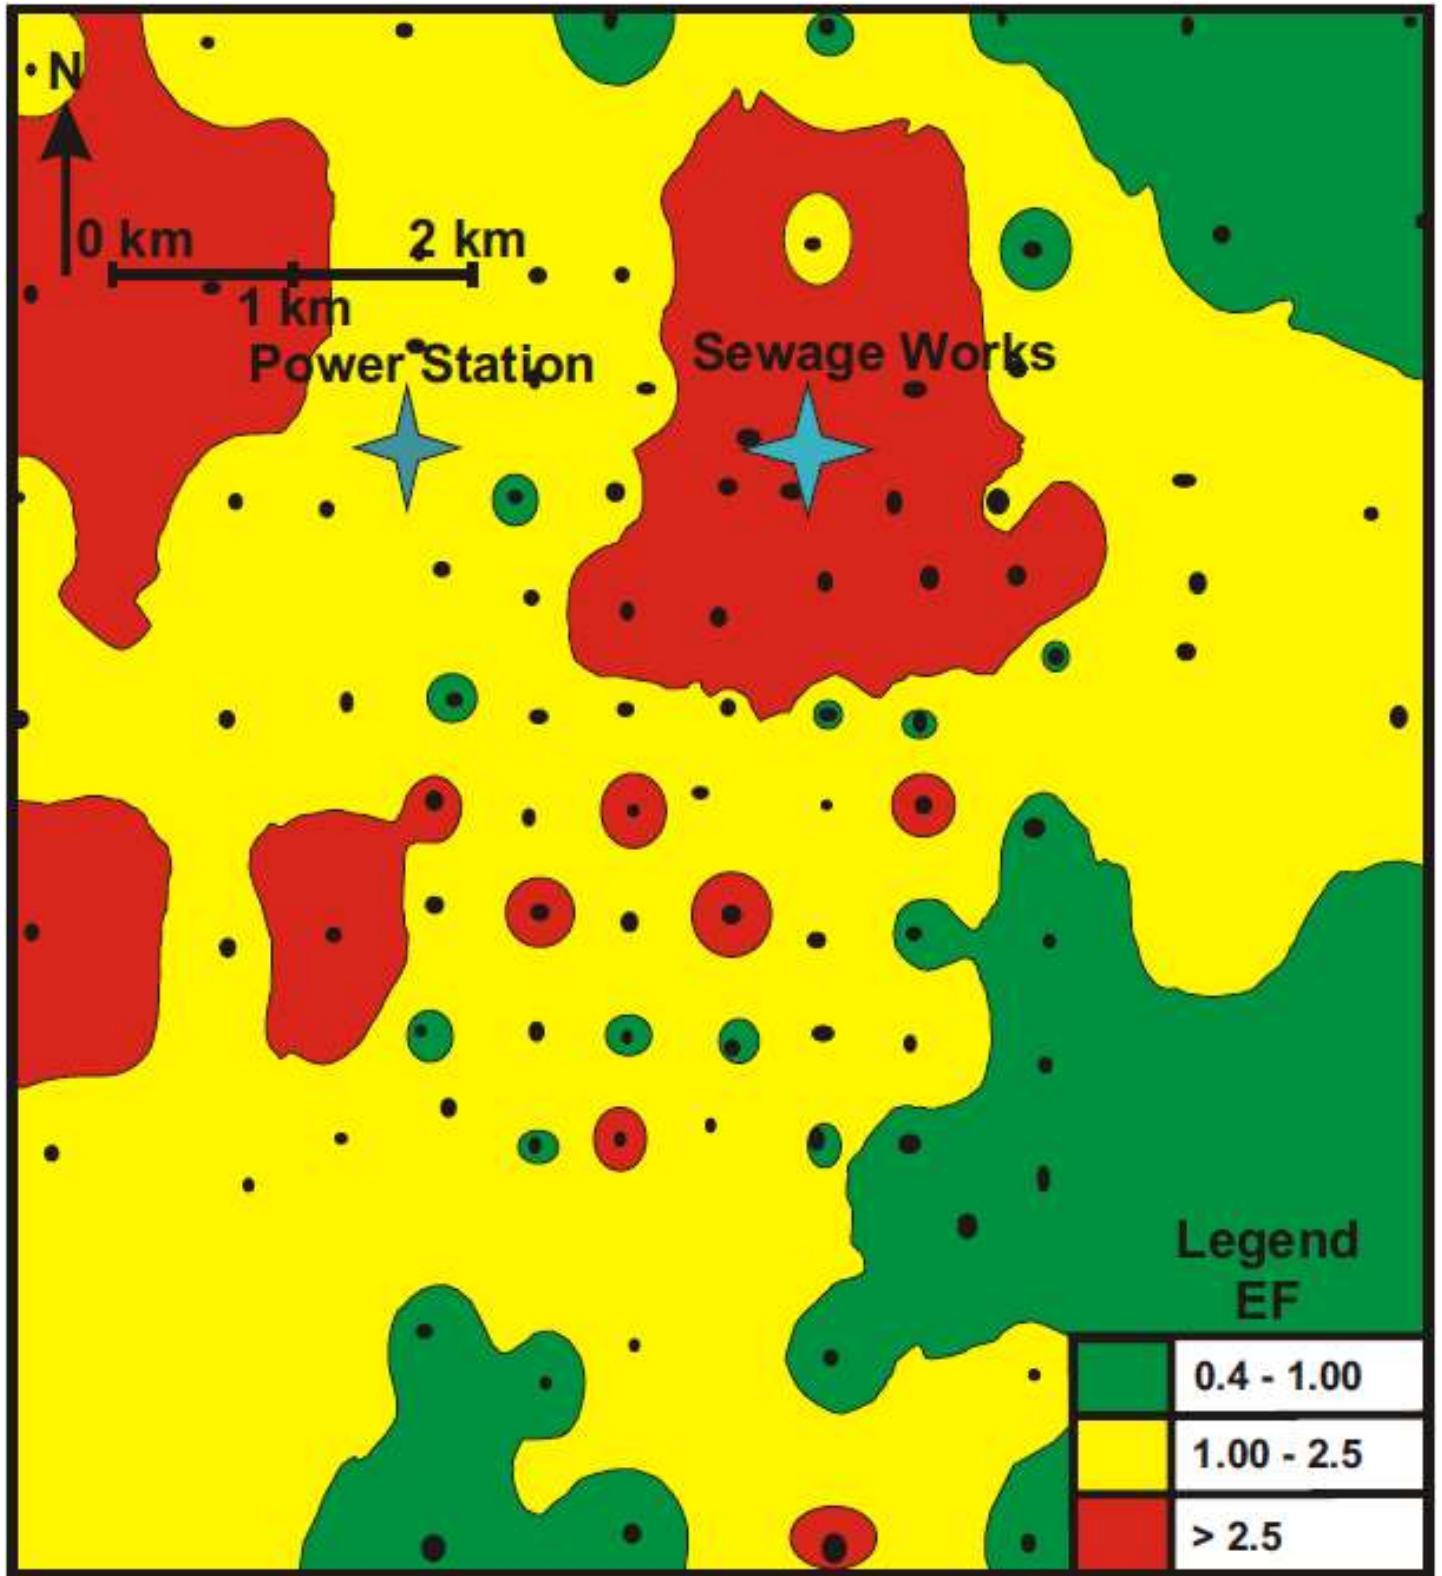 N
0 km 2 km
1 km
Power Station
Sewage Works
Legend
EF
0.4 - 1.00
1.00 - 2.5
> 2.5